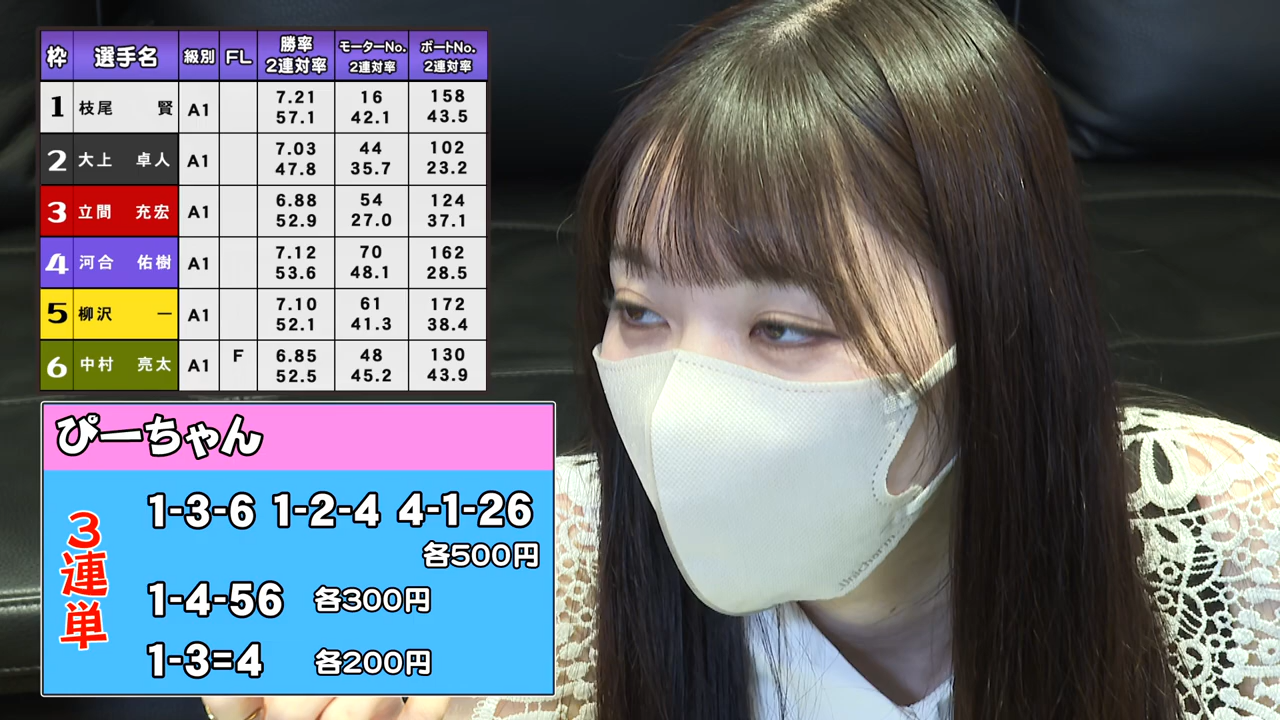 枠 選手名 級別 FL 勝率 2連対率 モーターNo. 2連対率 ボートNo. 2連対率
1 枝尾 賢 A1 7.21 57.1 16 42.1 158 43.5
2 大上 卓人 A1 7.03 47.8 44 35.7 102 23.2
3 立間 充宏 A1 6.88 52.9 54 27.0 124 37.1
4 河合 佑樹 A1 7.12 53.6 70 48.1 162 28.5
5 柳沢 一 A1 7.10 52.1 61 41.3 172 38.4
6 中村 亮太 A1 F 6.85 52.5 48 45.2 130 43.9
ぴーちゃん
3連単
1-3-6 1-2-4 4-1-26
各500円
1-4-56 各300円
1-3=4 各200円